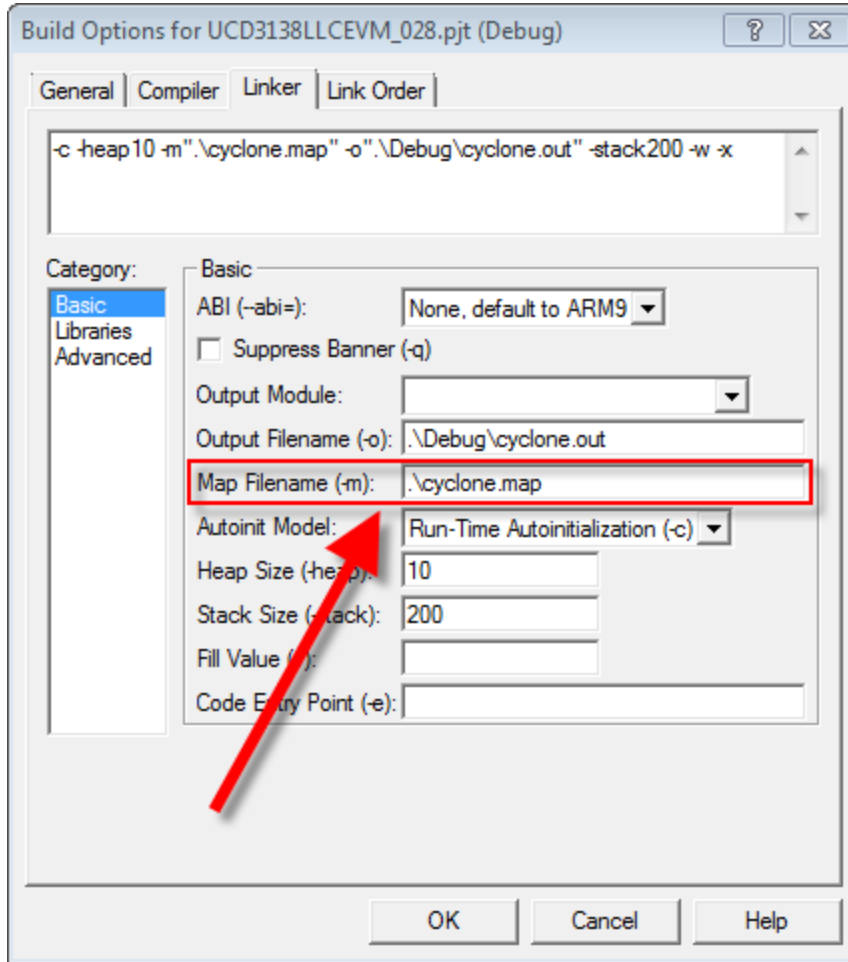 Build Options for UCD3138LLCEVM_028.pjt (Debug)
General Compiler Linker Link Order
-c -heap10 -m".\cyclone.map" -o".\Debug\cyclone.out" -stack200 -w -x
Category:
Basic
Libraries
Advanced
Basic
ABI (--abi=): None, default to ARM9
Suppress Banner (-q)
Output Module:
Output Filename (-o): .\Debug\cyclone.out
Map Filename (-m): .\cyclone.map
Autoinit Model: Run-Time Autoinitialization (-c)
Heap Size (-heap): 10
Stack Size (-stack): 200
Fill Value
Code Entry Point (-e):
OK Cancel Help